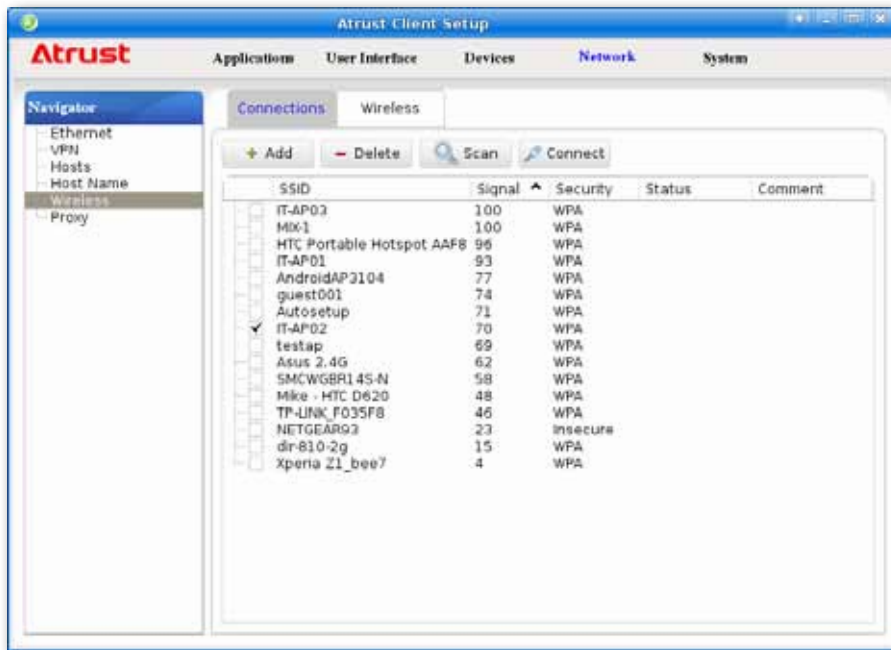 Atrust Client Setup
Atrust Applications User Interface Devices Network System
Navigator
Ethernet
VPN
Hosts
Host Name
Wireless
Proxy
Connections Wireless
Add Delete Scan Connect
SSID Signal Security Status Comment
IT-AP03 100 WPA
MIX-1 100 WPA
HTC Portable Hotspot AAF8 96 WPA
IT-AP01 93 WPA
AndroidAP3104 77 WPA
guest001 74 WPA
Autosetup 71 WPA
IT-AP02 70 WPA
testap 69 WPA
Asus 2.4G 62 WPA
SMCWGBR14S-N 58 WPA
Mike - HTC D620 48 WPA
TP-LINK_F035F8 46 WPA
NETGEAR93 23 Insecure
dir-810-2g 15 WPA
Xperia Z1_bee7 4 WPA